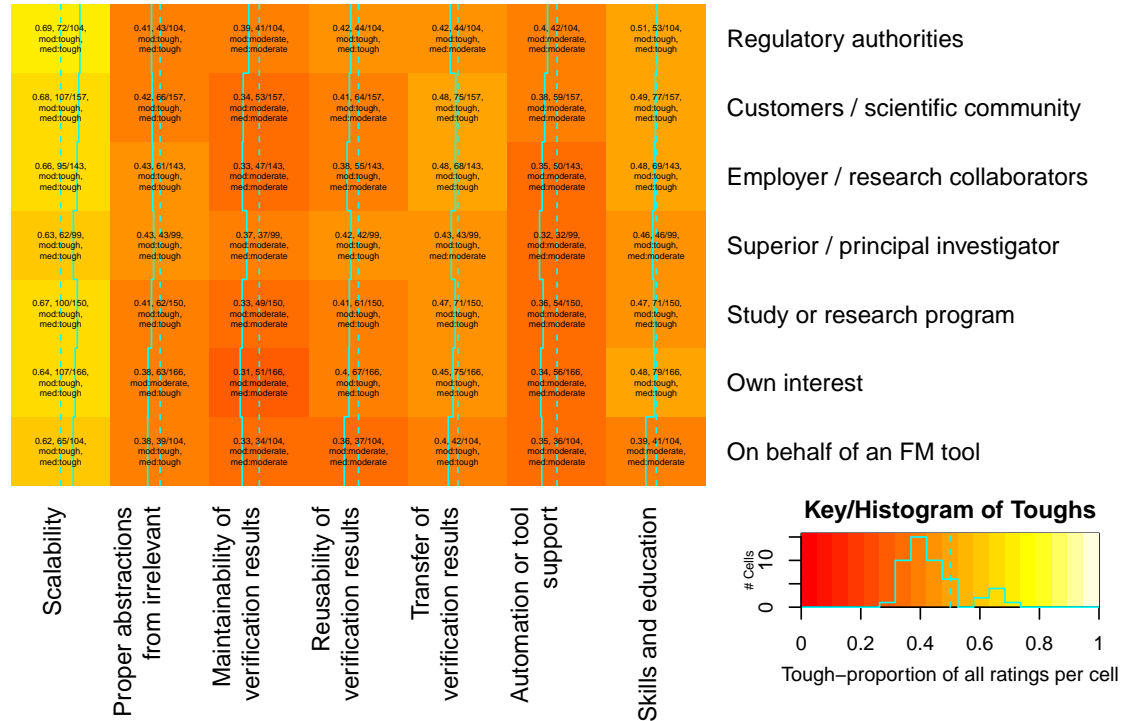 0.69, 72/104,
mod:tough,
med:tough
0.41, 43/104,
mod:tough,
med:tough
0.39, 41/104,
mod:moderate,
med:moderate
0.42, 44/104,
mod:tough,
med:tough
0.42, 44/104,
mod:tough,
med:moderate
0.4, 42/104,
mod:moderate,
med:moderate
0.51, 53/104,
mod:tough,
med:tough
Regulatory authorities
0.68, 107/157,
mod:tough,
med:tough
0.42, 66/157,
mod:tough,
med:tough
0.34, 53/157,
mod:moderate,
med:moderate
0.41, 64/157,
mod:tough,
med:moderate
0.48, 75/157,
mod:tough,
med:tough
0.38, 59/157,
mod:moderate,
med:moderate
0.49, 77/157,
mod:tough,
med:tough
Customers / scientific community
0.66, 95/143,
mod:tough,
med:tough
0.43, 61/143,
mod:tough,
med:tough
0.33, 47/143,
mod:moderate,
med:moderate
0.38, 55/143,
mod:tough,
med:moderate
0.48, 68/143,
mod:tough,
med:tough
0.35, 50/143,
mod:moderate,
med:moderate
0.48, 69/143,
mod:tough,
med:tough
Employer / research collaborators
0.63, 62/99,
mod:tough,
med:tough
0.43, 43/99,
mod:tough,
med:tough
0.37, 37/99,
mod:moderate,
med:moderate
0.42, 42/99,
mod:tough,
med:moderate
0.43, 43/99,
mod:tough,
med:moderate
0.32, 32/99,
mod:moderate,
med:moderate
0.46, 46/99,
mod:tough,
med:moderate
Superior / principal investigator
0.67, 100/150,
mod:tough,
med:tough
0.41, 62/150,
mod:tough,
med:tough
0.33, 49/150,
mod:moderate,
med:moderate
0.41, 61/150,
mod:tough,
med:moderate
0.47, 71/150,
mod:tough,
med:tough
0.36, 54/150,
mod:moderate,
med:moderate
0.47, 71/150,
mod:tough,
med:moderate
Study or research program
0.64, 107/166,
mod:tough,
med:tough
0.38, 63/166,
mod:moderate,
med:tough
0.31, 51/166,
mod:moderate,
med:moderate
0.4, 67/166,
mod:tough,
med:moderate
0.45, 75/166,
mod:tough,
med:tough
0.34, 56/166,
mod:moderate,
med:moderate
0.48, 79/166,
mod:tough,
med:tough
Own interest
0.62, 65/104,
mod:tough,
med:tough
0.38, 39/104,
mod:tough,
med:tough
0.33, 34/104,
mod:moderate,
med:moderate
0.36, 37/104,
mod:moderate,
med:moderate
0.4, 42/104,
mod:tough,
med:moderate
0.35, 36/104,
mod:moderate,
med:moderate
0.39, 41/104,
mod:moderate,
med:moderate
On behalf of an FM tool
Scalability
Proper abstractions
from irrelevant
Maintainability of
verification results
Reusability of
verification results
Transfer of
verification results
Automation or tool
support
Skills and education
Key/Histogram of Toughs
# Cells
10
0
0 0.2 0.4 0.6 0.8 1
Tough−proportion of all ratings per cell